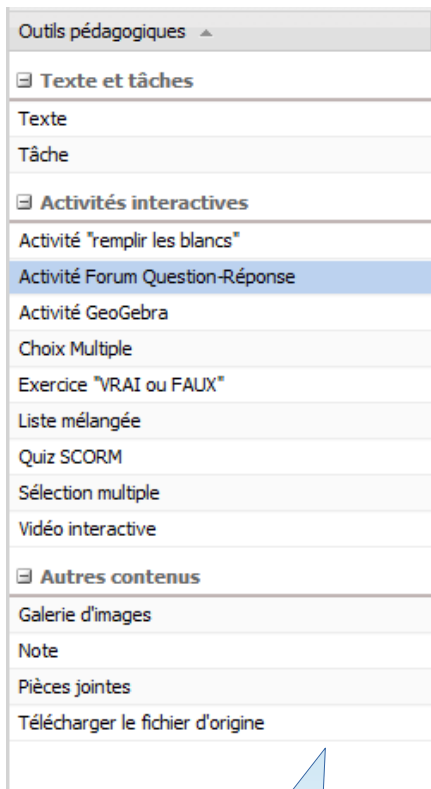 Outils pédagogiques
Texte et tâches
Texte
Tâche
Activités interactives
Activité "remplir les blancs"
Activité Forum Question-Réponse
Activité GeoGebra
Choix Multiple
Exercice "VRAI ou FAUX"
Liste mélangée
Quiz SCORM
Sélection multiple
Vidéo interactive
Autres contenus
Galerie d'images
Note
Pièces jointes
Télécharger le fichier d'origine